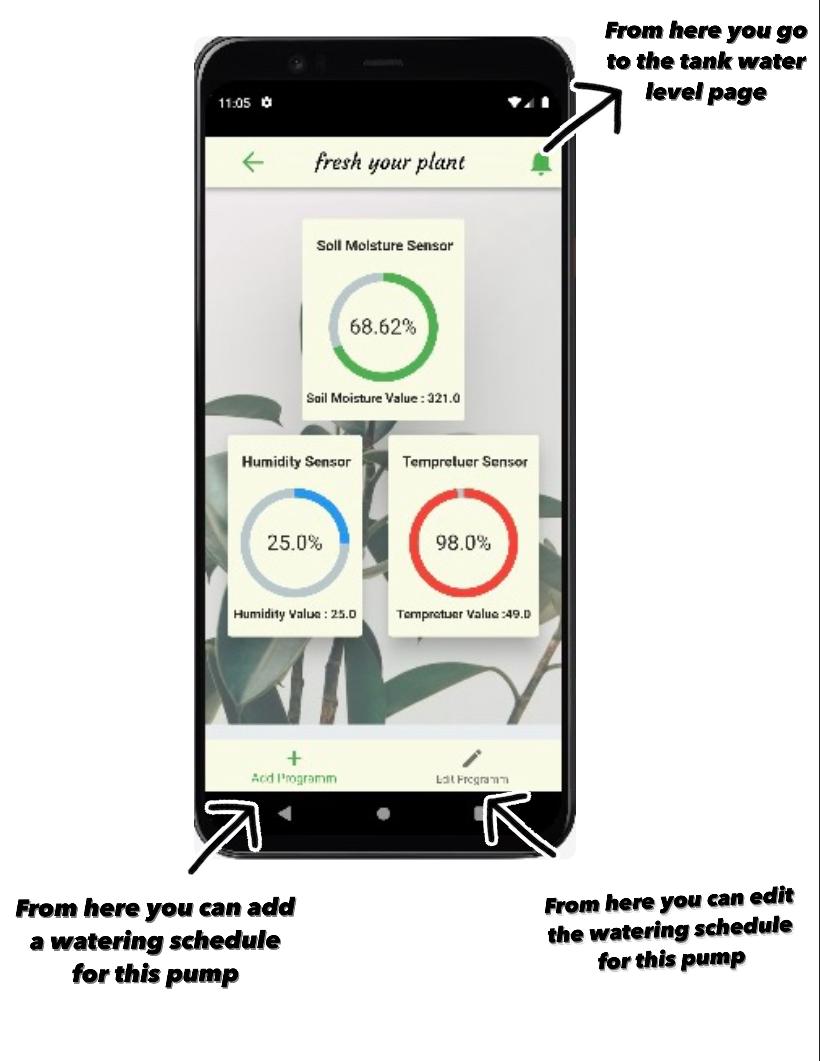 From here you go
to the tank water
level page
11:05
fresh your plant
Soil Moisture Sensor
68.62%
Soil Moisture Value : 321.0
Humidity Sensor
Tempretuer Sensor
25.0%
98.0%
Humidity Value : 25.0
Tempretuer Value :49.0
Add Programm
Edit Programm
From here you can add
a watering schedule
for this pump
From here you can edit
the watering schedule
for this pump